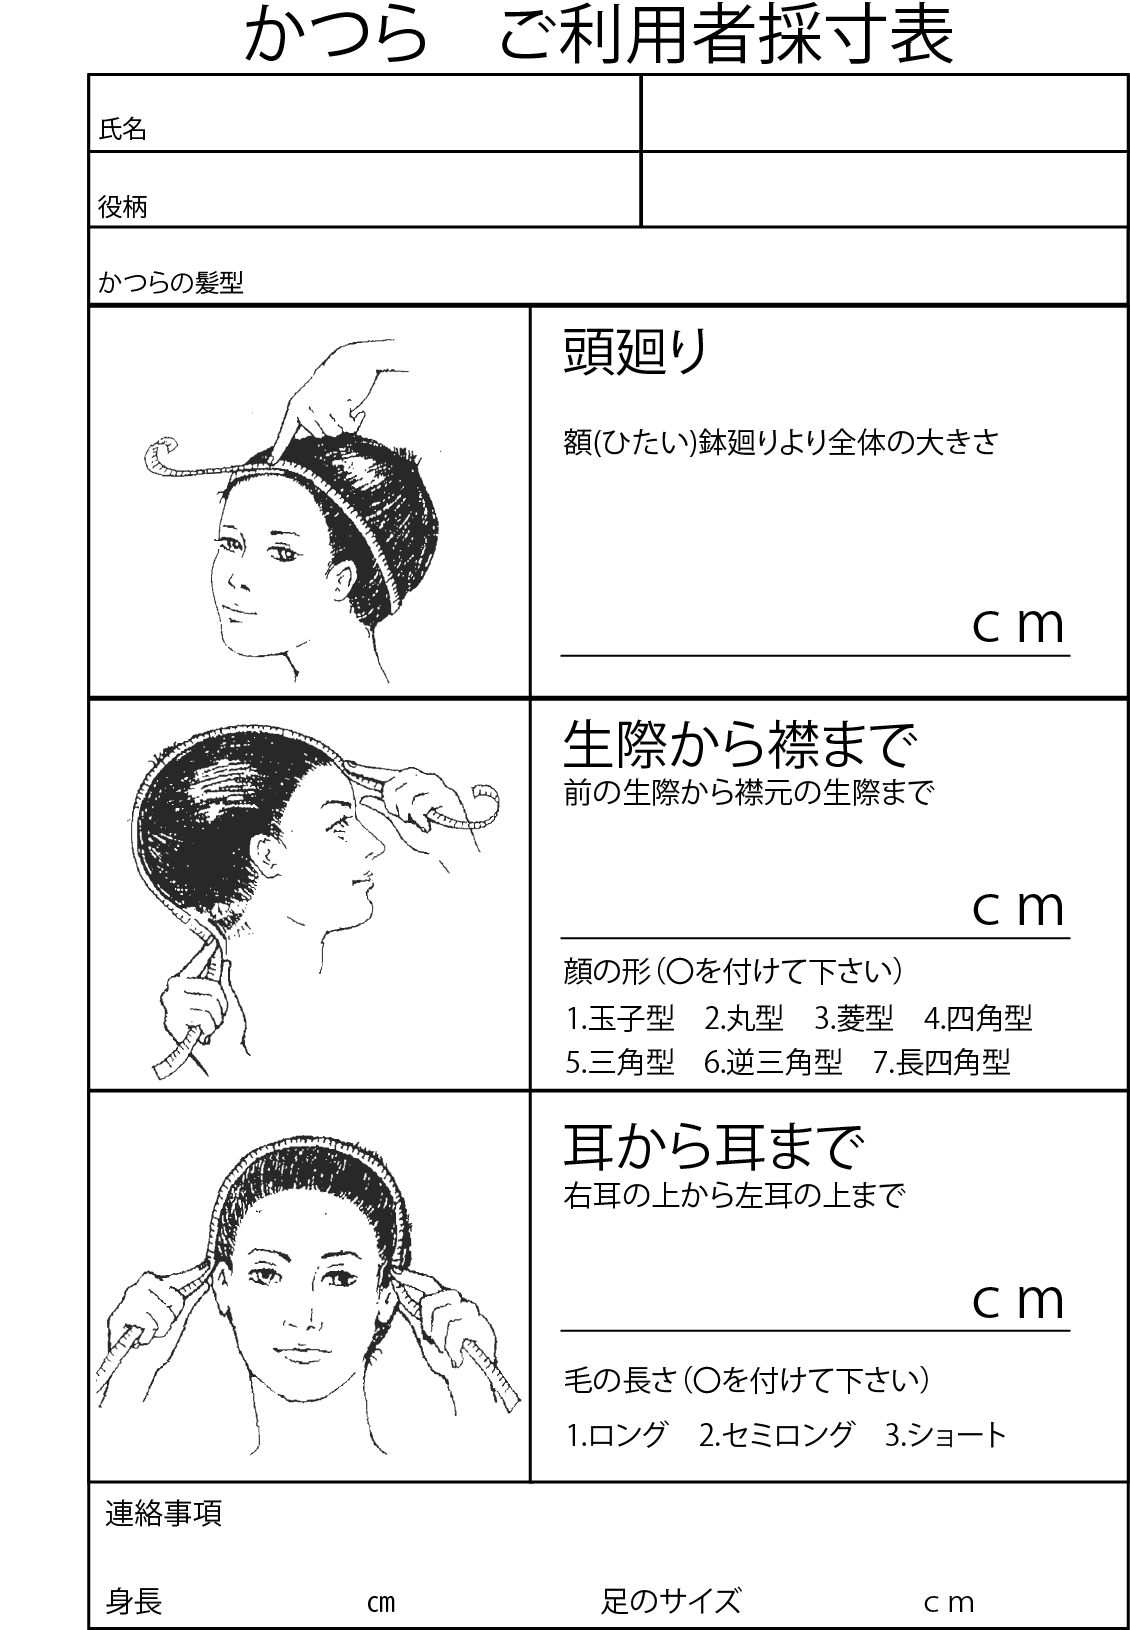 かつら　ご利用者採寸表
氏名
役柄
かつらの髪型
頭廻り
額(ひたい)鉢廻りより全体の大きさ
ｃｍ
生際から襟まで
前の生際から襟元の生際まで
ｃｍ
顔の形（〇を付けて下さい）
1.玉子型　2.丸型　3.菱型　4.四角型
5.三角型　6.逆三角型　7.長四角型
耳から耳まで
右耳の上から左耳の上まで
ｃｍ
毛の長さ（〇を付けて下さい）
1.ロング　2.セミロング　3.ショート
連絡事項
身長　㎝　足のサイズ　ｃｍ